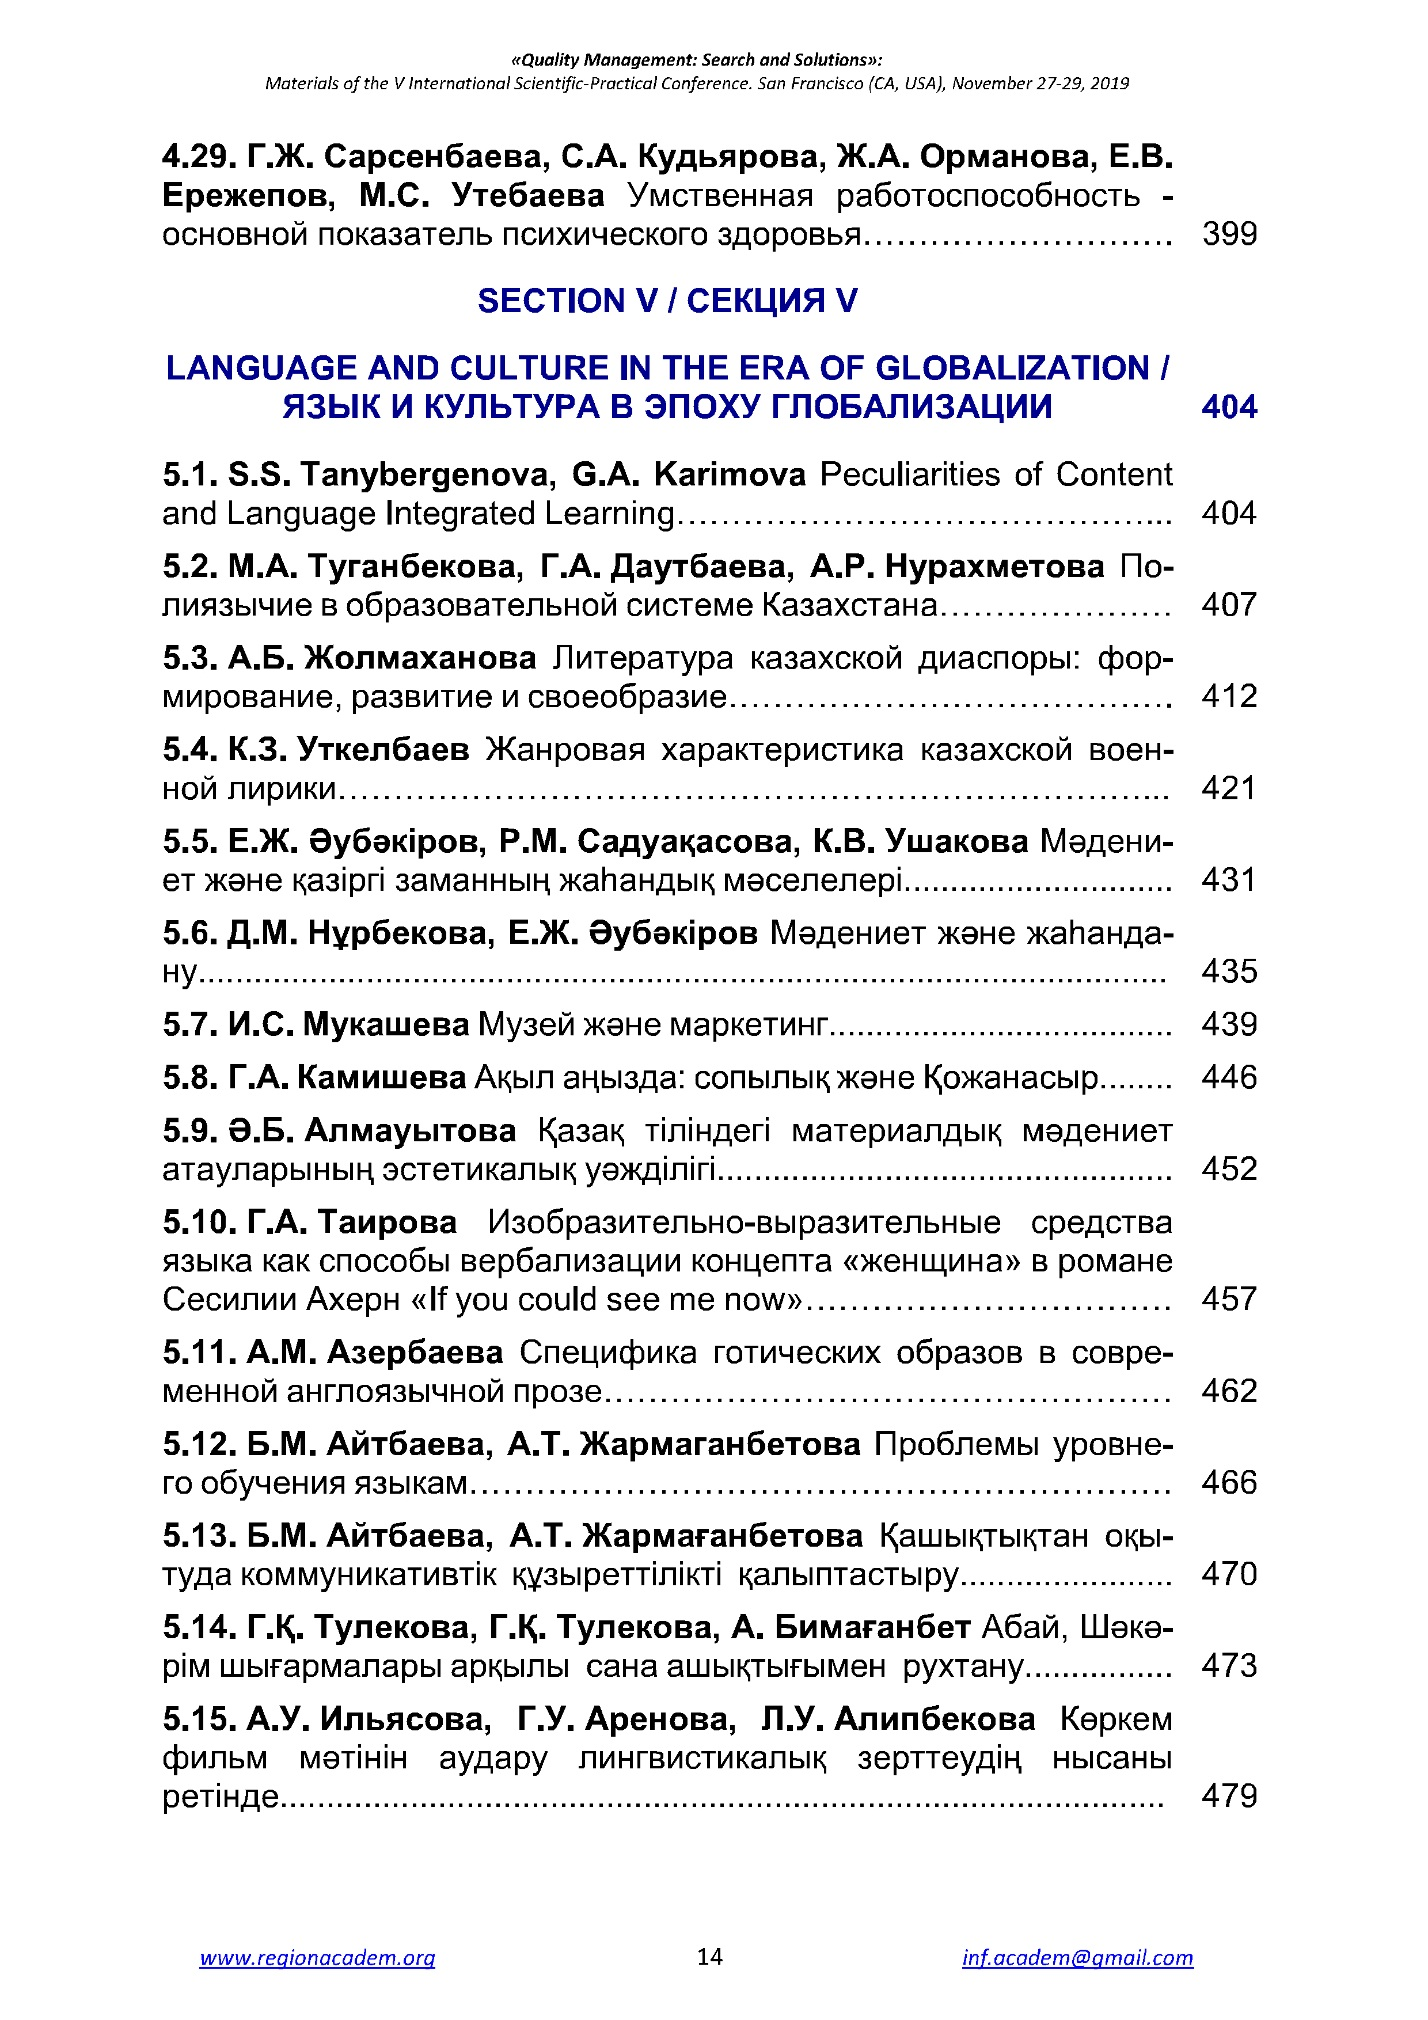 «Quality Management: Search and Solutions»:
Materials of the V International Scientific-Practical Conference. San Francisco (CA, USA), November 27-29, 2019
4.29. Г.Ж. Сарсенбаева, С.А. Кудьярова, Ж.А. Орманова, Е.В.
Ережепов, М.С. Утебаева Умственная работоспособность -
основной показатель психического здоровья............................ 399
SECTION V / СЕКЦИЯ V
LANGUAGE AND CULTURE IN THE ERA OF GLOBALIZATION /
ЯЗЫК И КУЛЬТУРА В ЭПОХУ ГЛОБАЛИЗАЦИИ 404
5.1. S.S. Tanybergenova, G.A. Karimova Peculiarities of Content
and Language Integrated Learning............................................. 404
5.2. М.А. Туганбекова, Г.А. Даутбаева, А.Р. Нурахметова По-
лиязычие в образовательной системе Казахстана..................... 407
5.3. А.Б. Жолмаханова Литература казахской диаспоры: фор-
мирование, развитие и своеобразие........................................ 412
5.4. К.З. Уткелбаев Жанровая характеристика казахской воен-
ной лирики........................................................................... 421
5.5. Е.Ж. Әубәкіров, Р.М. Садуақасова, К.В. Ушакова Мәдени-
ет және қазіргі заманның жаһандық мәселелері............................. 431
5.6. Д.М. Нұрбекова, Е.Ж. Әубәкіров Мәдениет және жаһанда-
ну........................................................................................................ 435
5.7. И.С. Мукашева Музей және маркетинг..................................... 439
5.8. Г.А. Камишева Ақыл аңызда: сопылық және Қожанасыр........ 446
5.9. Ә.Б. Алмауытова Қазақ тіліндегі материалдық мәдениет
атауларының эстетикалық уәжділігі................................................. 452
5.10. Г.А. Таирова Изобразительно-выразительные средства
языка как способы вербализации концепта «женщина» в романе
Сесилии Ахерн «If you could see me now»................................. 457
5.11. А.М. Азербаева Специфика готических образов в совре-
менной англоязычной прозе................................................... 462
5.12. Б.М. Айтбаева, А.Т. Жармаганбетова Проблемы уровне-
го обучения языкам............................................................... 466
5.13. Б.М. Айтбаева, А.Т. Жармағанбетова Қашықтықтан оқы-
туда коммуникативтік құзыреттілікті қалыптастыру....................... 470
5.14. Г.Қ. Тулекова, Г.Қ. Тулекова, А. Бимағанбет Абай, Шәкә-
рім шығармалары арқылы сана ашықтығымен рухтану................ 473
5.15. А.У. Ильясова, Г.У. Аренова, Л.У. Алипбекова Көркем
фильм мәтінін аудару лингвистикалық зерттеудің нысаны
ретінде............................................................................................... 479
www.regionacadem.org 14 inf.academ@gmail.com